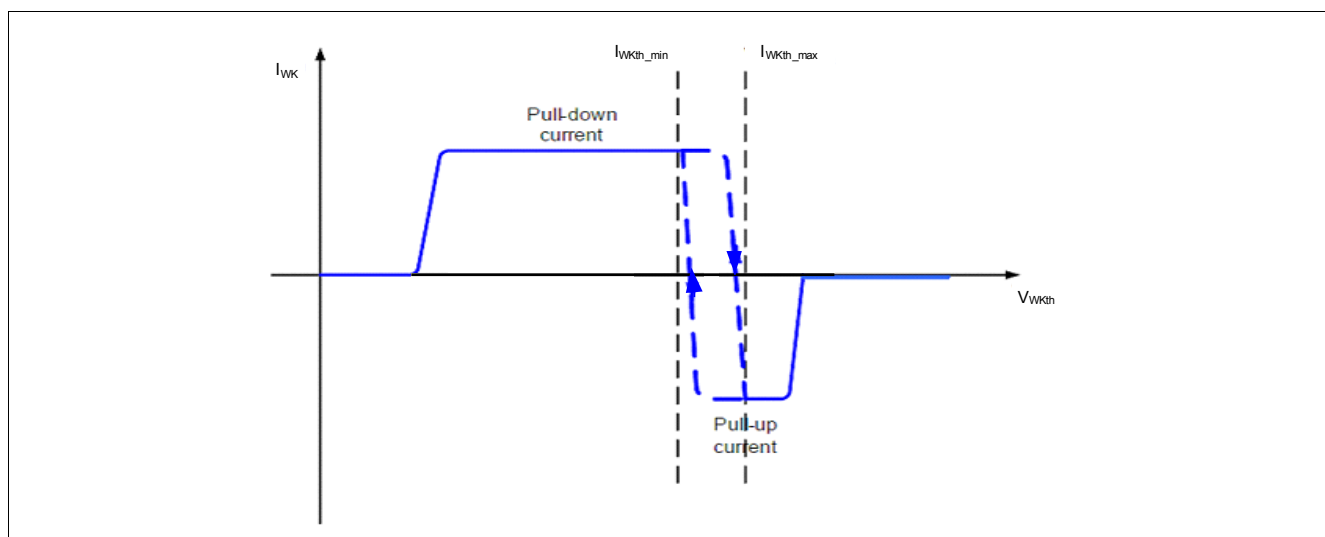 I_WK
I_WKth_min
I_WKth_max
Pull-down
current
V_WKth
Pull-up
current